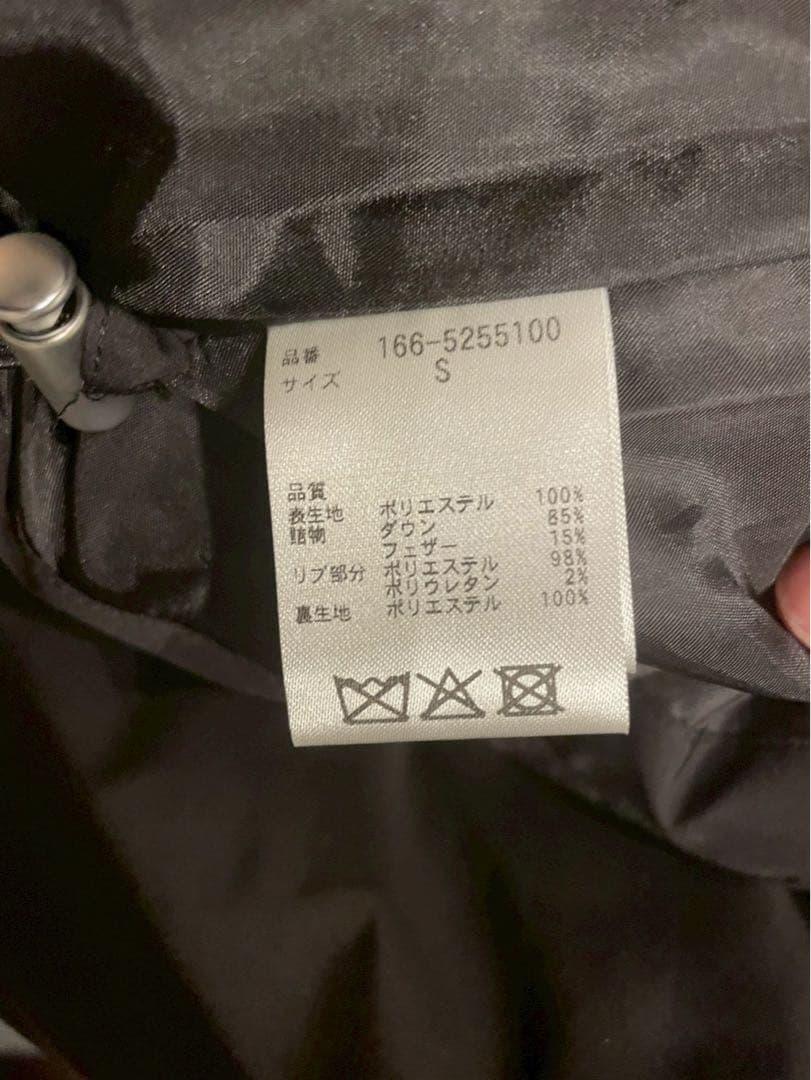 品番 166-5255100
サイズ S
品質
表生地 ポリエステル 100%
詰物 ダウン 85%
フェザー 15%
リブ部分 ポリエステル 98%
ポリウレタン 2%
裏生地 ポリエステル 100%